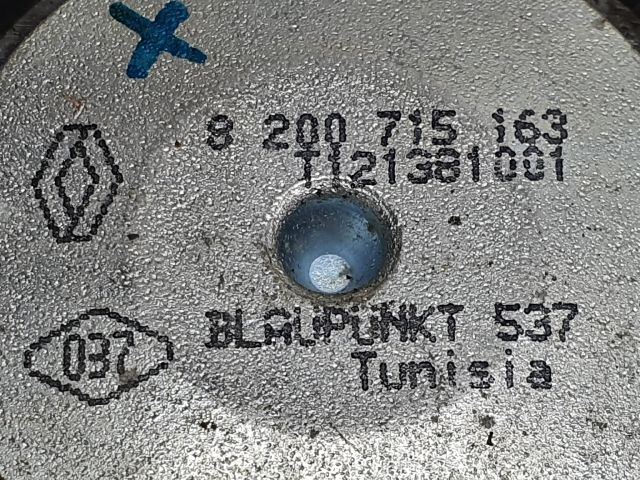 8 200 715 163
T121381001
037
BLAUPUNKT 537
Tunisia